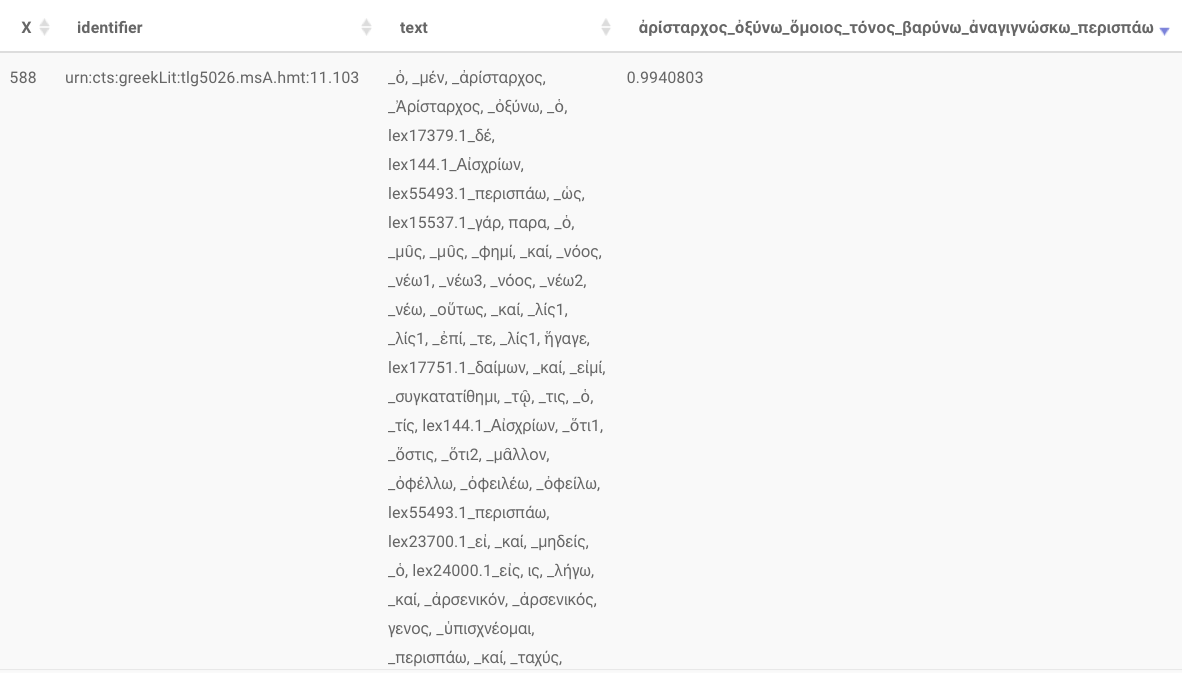 X identifier text ἀρίσταρχος_ὀξύνω_ὅμοιος_τόνος_βαρύνω_ἀναγιγνώσκω_περισπάω
588 urn:cts:greekLit:tlg5026.msA.hmt:11.103 _ὁ, _μέν, _ἀρίσταρχος, 0.9940803
_Ἀρίσταρχος, _ὀξύνω, _ὁ,
lex17379.1_δέ,
lex144.1_Αἰσχρίων,
lex55493.1_περισπάω, _ὡς,
lex15537.1_γάρ, παρα, _ὁ,
_μῦς, _μῦς, _φημί, _καί, _νόος,
_νέω1, _νέω3, _νόος, _νέω2,
_νέω, _οὕτως, _καί, _λίς1,
_λίς1, _ἐπί, _τε, _λίς1, ἤγαγε,
lex17751.1_δαίμων, _καί, _εἰμί,
_συγκατατίθημι, _τῷ, _τις, _ὁ,
_τίς, lex144.1_Αἰσχρίων, _ὅτι1,
_ὅστις, _ὅτι2, _μᾶλλον,
_ὀφέλλω, _ὀφειλέω, _ὀφείλω,
lex55493.1_περισπάω,
lex23700.1_εἰ, _καί, _μηδείς,
_ὁ, lex24000.1_εἰς, ις, _λήγω,
_καί, _ἀρσενικόν, _ἀρσενικός,
γενος, _ὑπισχνέομαι,
_περισπάω, _καί, _ταχύς,